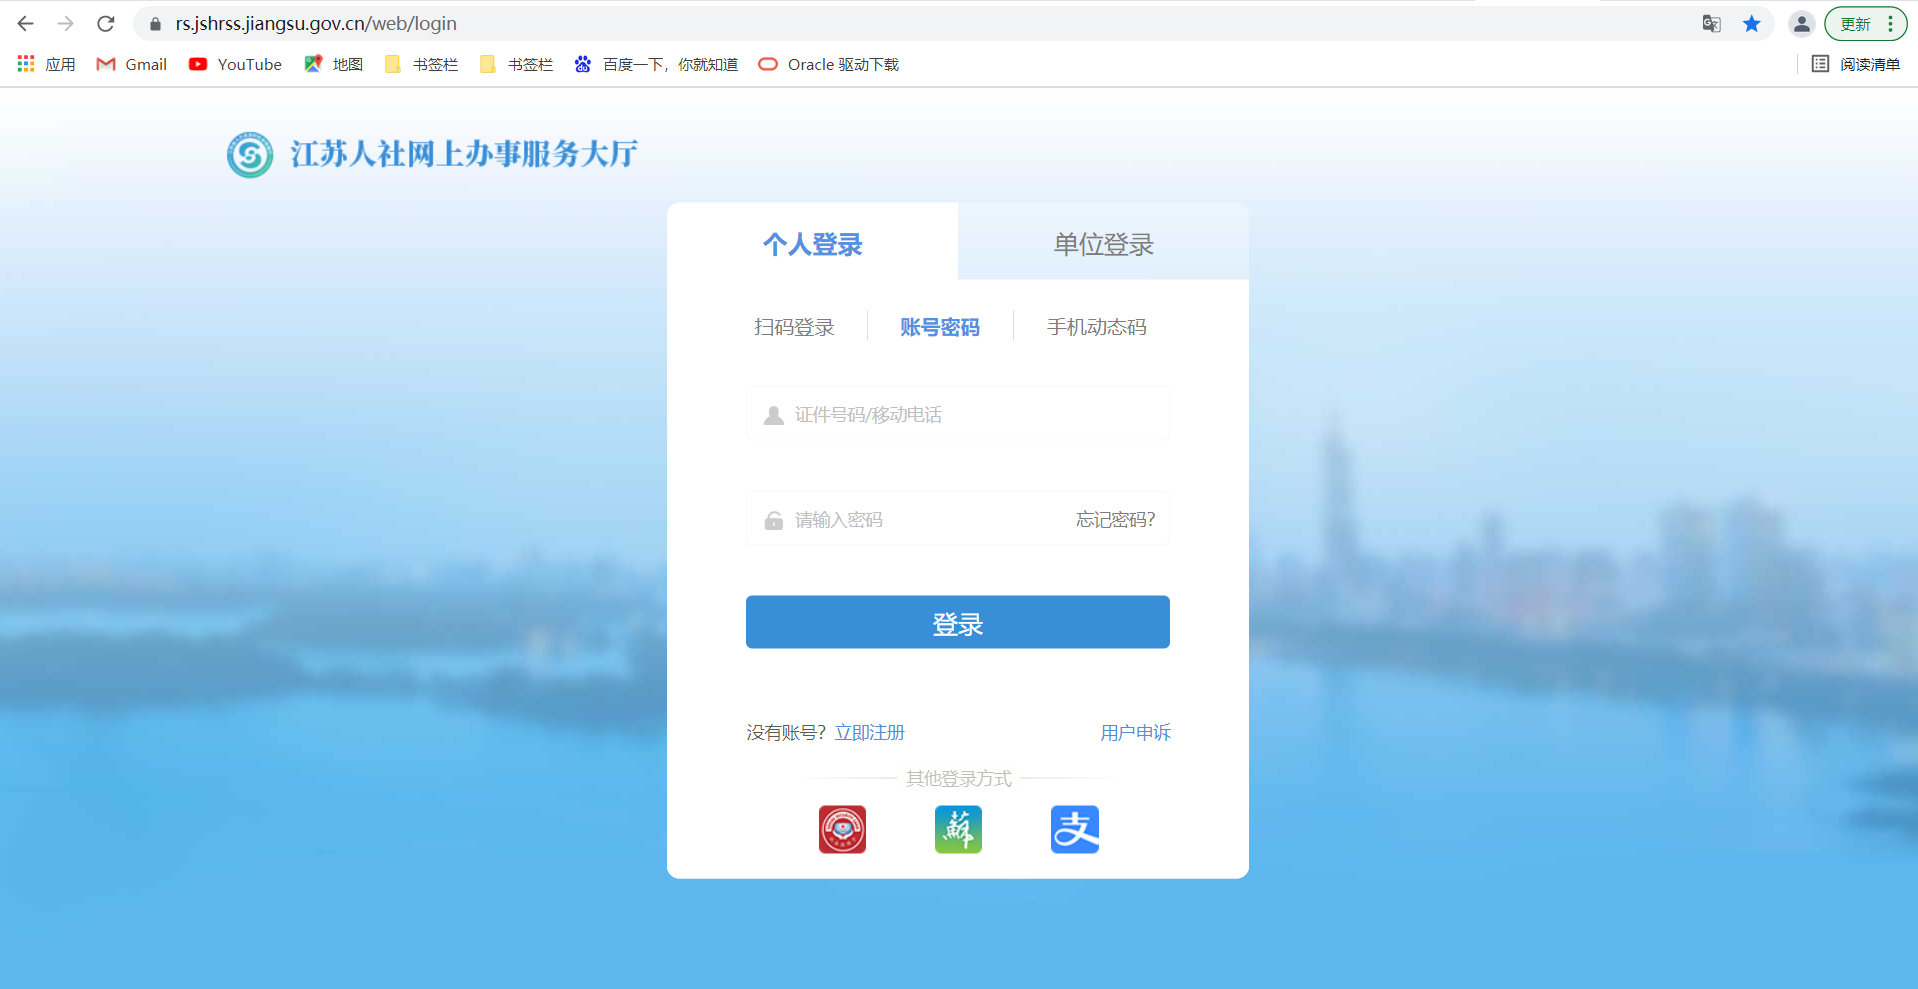 rs.jshrss.jiangsu.gov.cn/web/login
更新
应用 Gmail YouTube 地图 书签栏 书签栏 百度一下，你就知道 Oracle 驱动下载 阅读清单
江苏人社网上办事服务大厅
个人登录 单位登录
扫码登录 账号密码 手机动态码
证件号码/移动电话
请输入密码 忘记密码?
登录
没有账号? 立即注册 用户申诉
其他登录方式
蘇 支